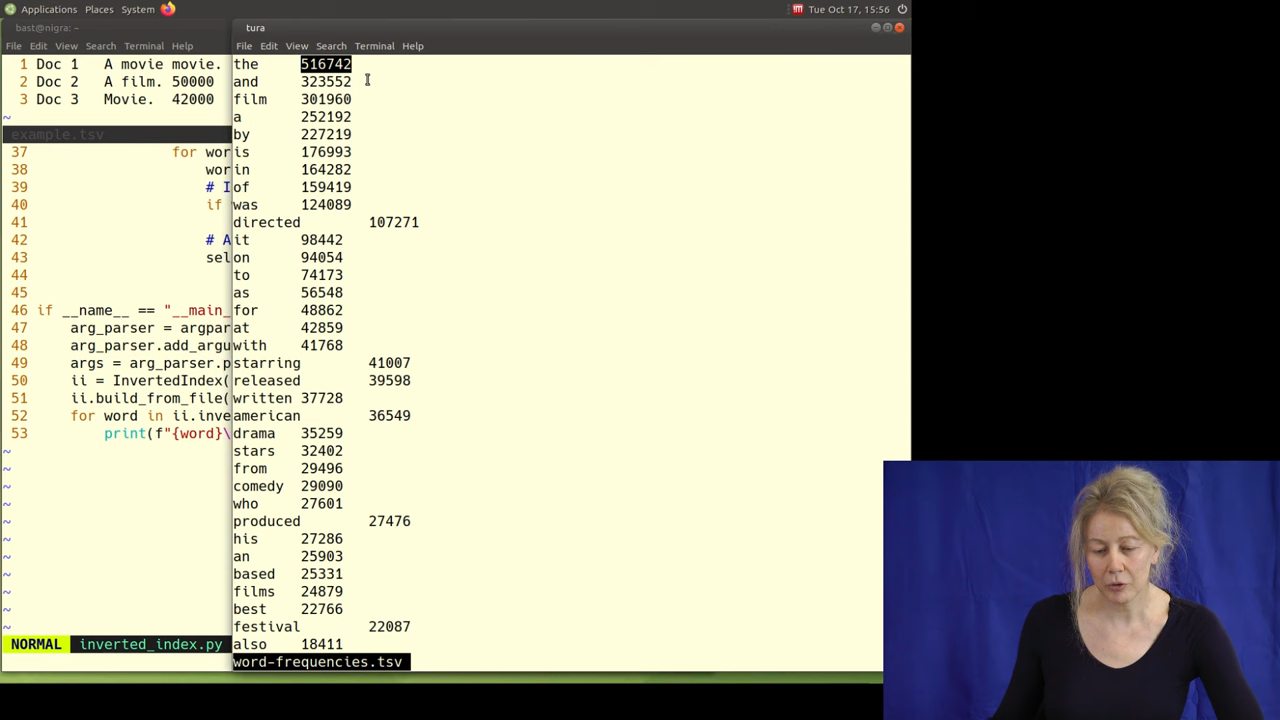 Applications Places System Tue Oct 17, 15:56
bast@nigra: ~
File Edit View Search Terminal Help
1 Doc 1 A movie movie.
2 Doc 2 A film. 50000
3 Doc 3 Movie. 42000
~
example.tsv
37 for wor
38 wor
39 # I
40 if
41
42 # A
43 sel
44
45
46 if __name__ == "__main_
47 arg_parser = argpar
48 arg_parser.add_argu
49 args = arg_parser.p
50 ii = InvertedIndex(
51 ii.build_from_file(
52 for word in ii.inve
53 print(f"{word}\
~
~
~
~
~
~
~
~
~
~
~
NORMAL inverted_index.py
tura
File Edit View Search Terminal Help
the 516742
and 323552
film 301960
a 252192
by 227219
is 176993
in 164282
of 159419
was 124089
directed 107271
it 98442
on 94054
to 74173
as 56548
for 48862
at 42859
with 41768
starring 41007
released 39598
written 37728
american 36549
drama 35259
stars 32402
from 29496
comedy 29090
who 27601
produced 27476
his 27286
an 25903
based 25331
films 24879
best 22766
festival 22087
also 18411
word-frequencies.tsv